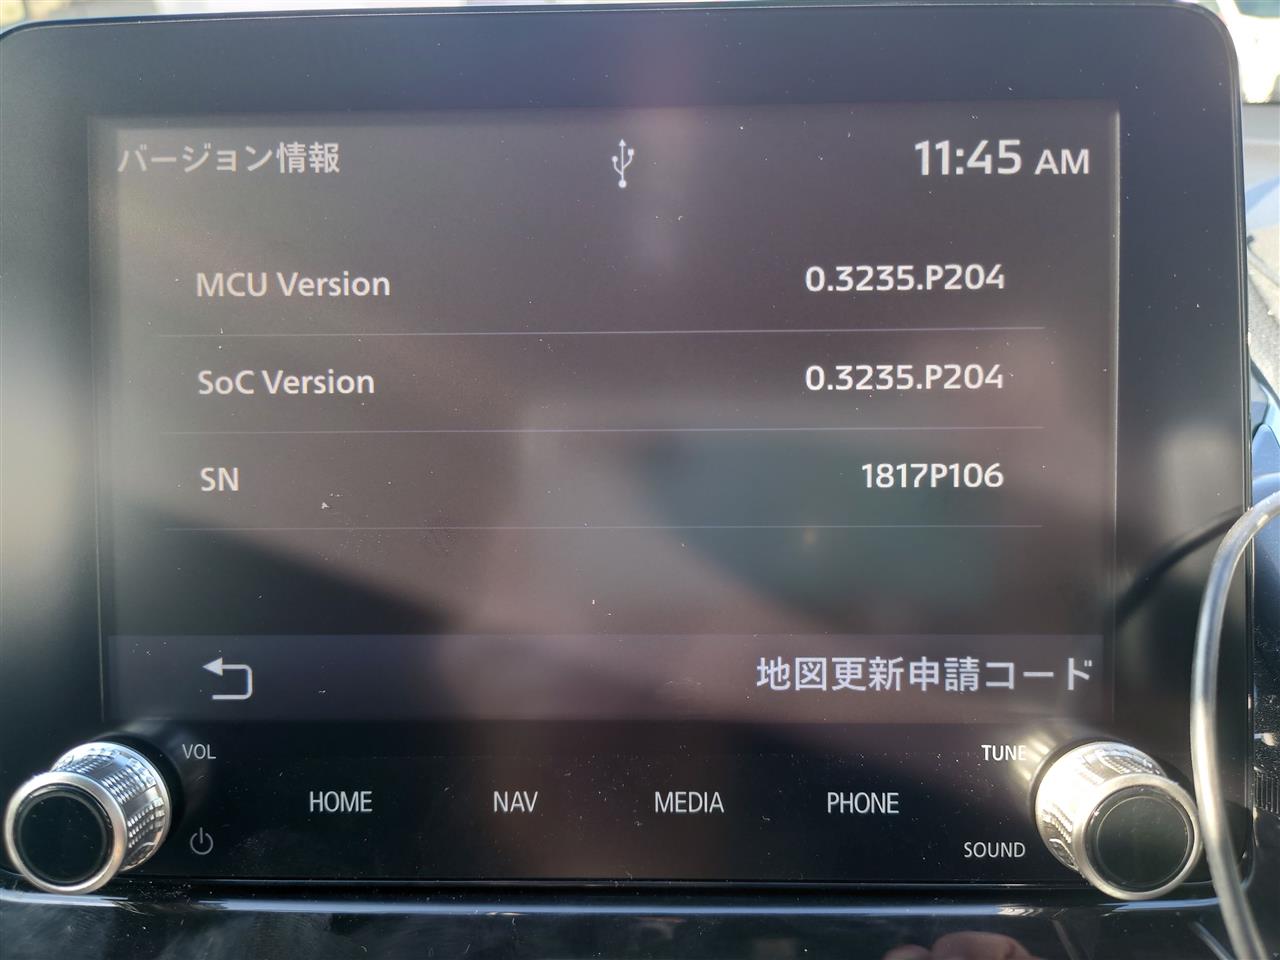 バージョン情報
11:45 AM
MCU Version 0.3235.P204
SoC Version 0.3235.P204
SN 1817P106
地図更新申請コード
VOL
TUNE
HOME NAV MEDIA PHONE
SOUND